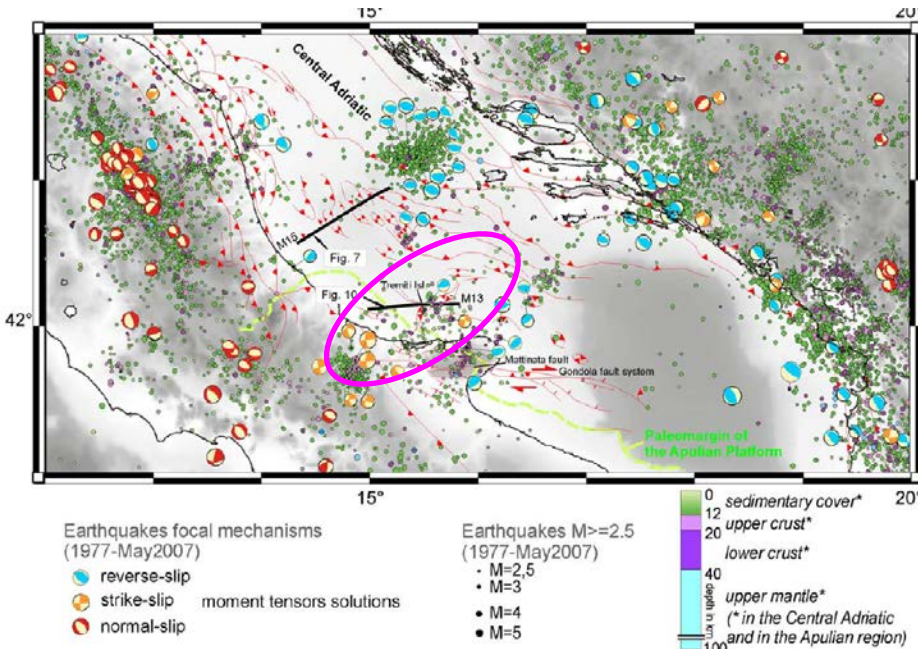 15°
20°
Central Adriatic
M15
Fig. 7
Fig. 10
Tremiti Isl.
M13
42°
Mattinata fault
Gondola fault system
Paleomargin of
the Apulian Platform
15°
20°
Earthquakes focal mechanisms
(1977-May2007)
reverse-slip
strike-slip moment tensors solutions
normal-slip
Earthquakes M>=2.5
(1977-May2007)
M=2,5
M=3
M=4
M=5
0
12
20
40
100
depth in km
sedimentary cover*
upper crust*
lower crust*
upper mantle*
(* in the Central Adriatic
and in the Apulian region)